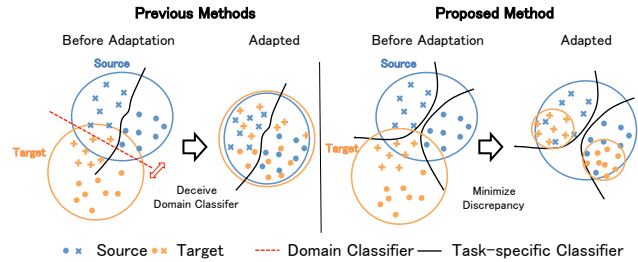 Previous Methods
Proposed Method
Before Adaptation
Adapted
Before Adaptation
Adapted
Source
Source
Target
Target
Deceive
Domain Classifer
Minimize
Discrepancy
Source
Target
Domain Classifier
Task-specific Classifier